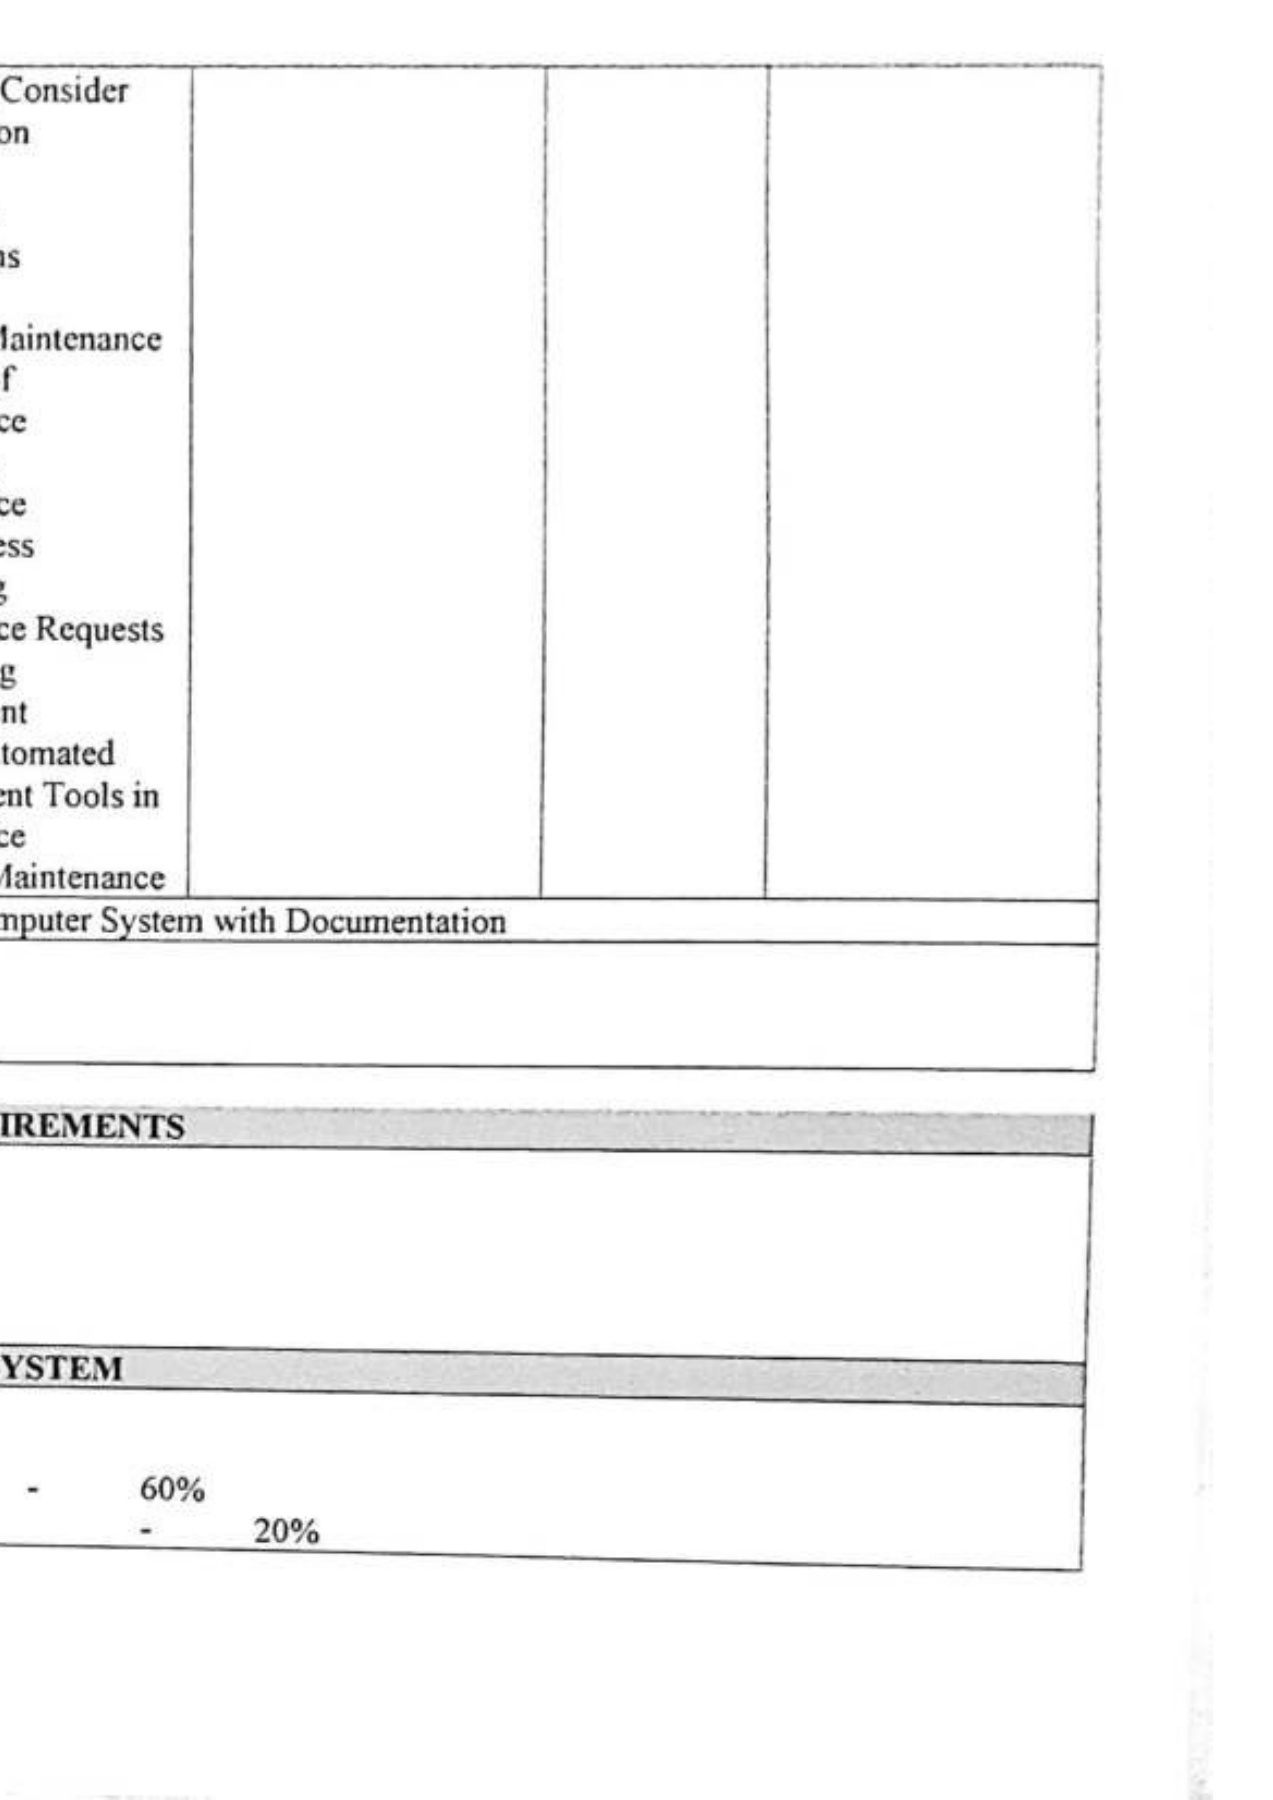 Consider
on
ns
Maintenance
f
ce
ce
ess
g
ce Requests
g
nt
tomated
ent Tools in
ce
Maintenance
mputer System with Documentation
IREMENTS
YSTEM
- 60%
- 20%